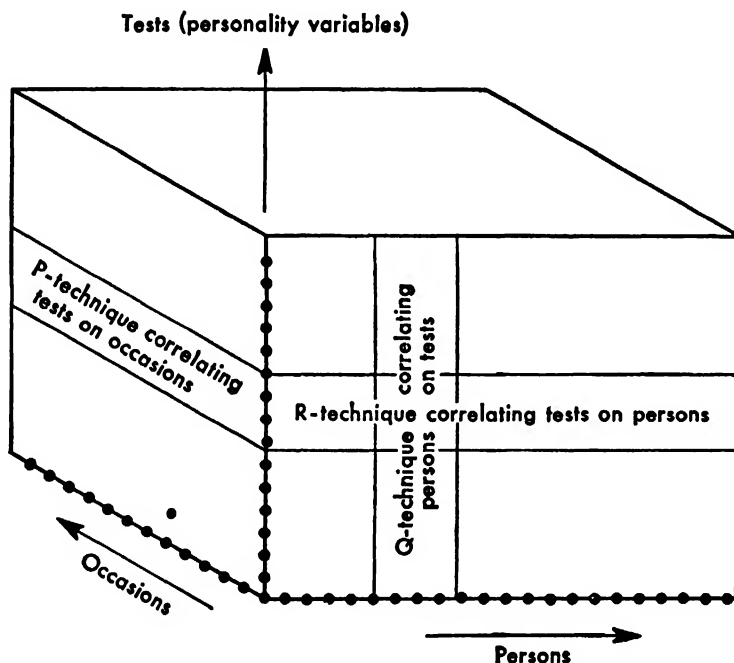 Tests (personality variables)
P-technique correlating
tests on occasions
Q-technique correlating
persons on tests
R-technique correlating tests on persons
Occasions
Persons